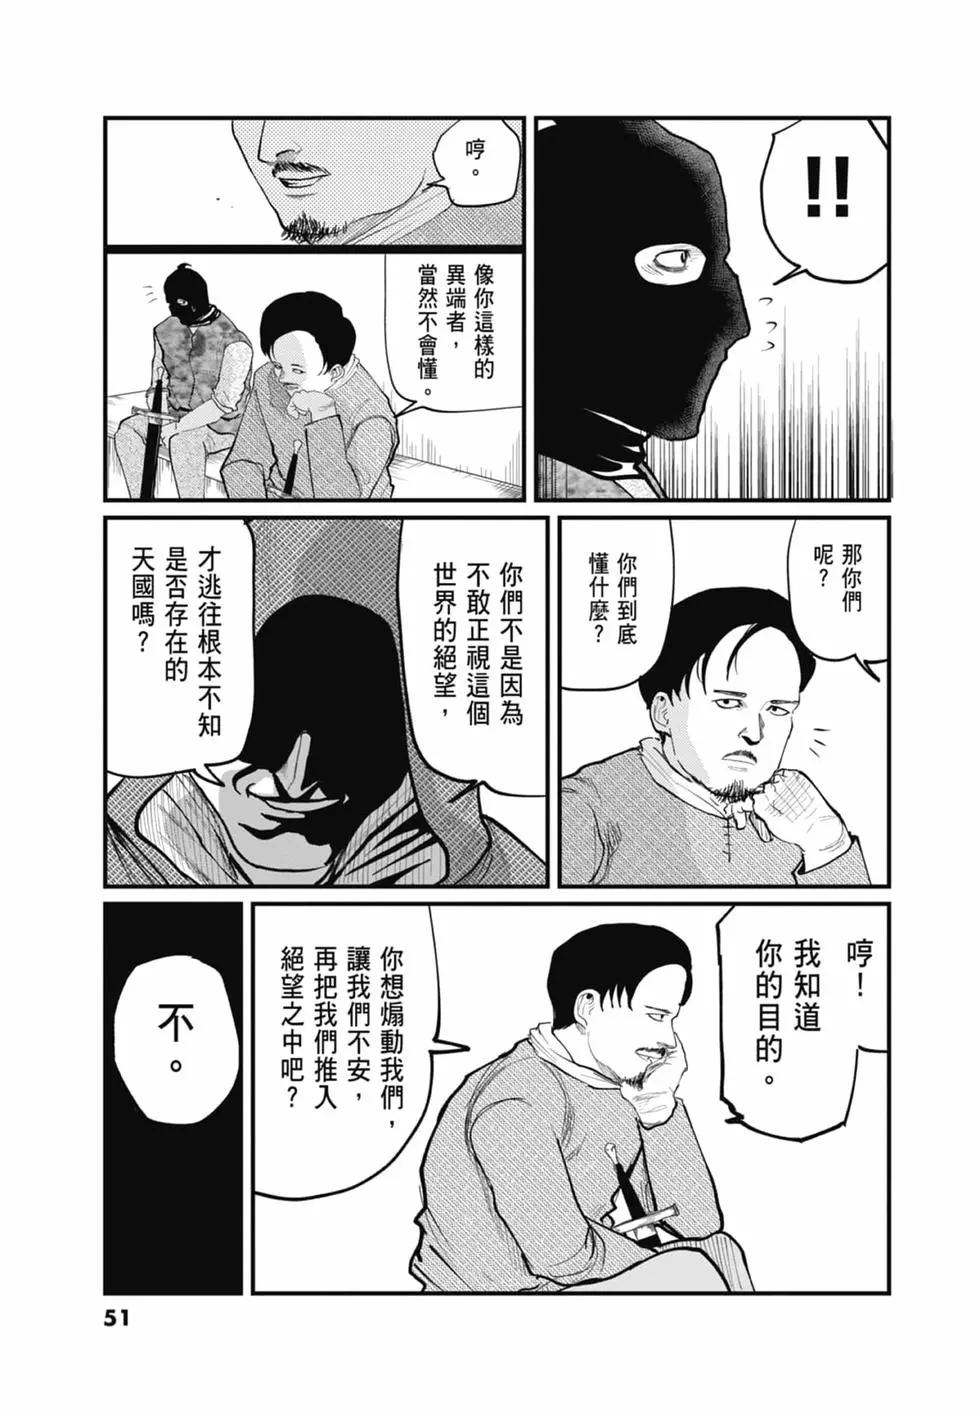 !!
哼。
像你這樣的
異端者，
當然不會懂。
那你們
呢？
你們到底
懂什麼？
你們不是因為
不敢正視這個
世界的絕望，
才逃往根本不知
是否存在的
天國嗎？
哼！
我知道
你的目的。
你想煽動我們，
讓我們不安，
再把我們推入
絕望之中吧？
不。
51